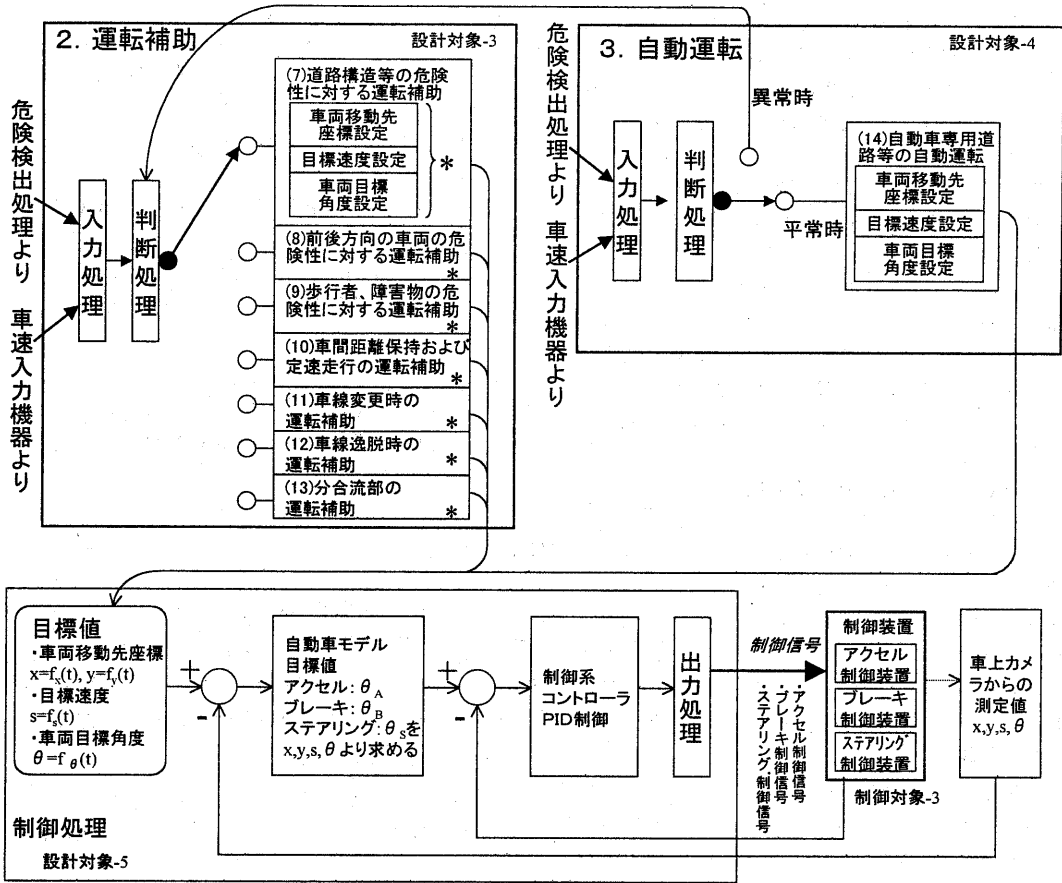 2. 運転補助
設計対象-3
危険検出処理より 車速入力機器より
入力処理
判断処理
(7)道路構造等の危険
性に対する運転補助
車両移動先
座標設定
目標速度設定
車両目標
角度設定
*
(8)前後方向の車両の危
険性に対する運転補助
*
(9)歩行者、障害物の危
険性に対する運転補助
*
(10)車間距離保持および
定速走行の運転補助
*
(11)車線変更時の
運転補助
*
(12)車線逸脱時の
運転補助
*
(13)分合流部の
運転補助
*
3. 自動運転
設計対象-4
危険検出処理より 車速入力機器より
入力処理
判断処理
異常時
平常時
(14)自動車専用道
路等の自動運転
車両移動先
座標設定
目標速度設定
車両目標
角度設定
目標値
・車両移動先座標
x=fx(t), y=fy(t)
・目標速度
s=fs(t)
・車両目標角度
θ=fθ(t)
+
-
自動車モデル
目標値
アクセル:θA
ブレーキ:θB
ステアリング:θSを
x,y,s,θより求める
+
-
制御系
コントローラ
PID制御
出力処理
制御信号
・アクセル制御信号
・ブレーキ制御信号
・ステアリング制御信号
制御装置
アクセル
制御装置
ブレーキ
制御装置
ステアリング
制御装置
制御対象-3
車上カメ
ラからの
測定値
x,y,s,θ
制御処理
設計対象-5